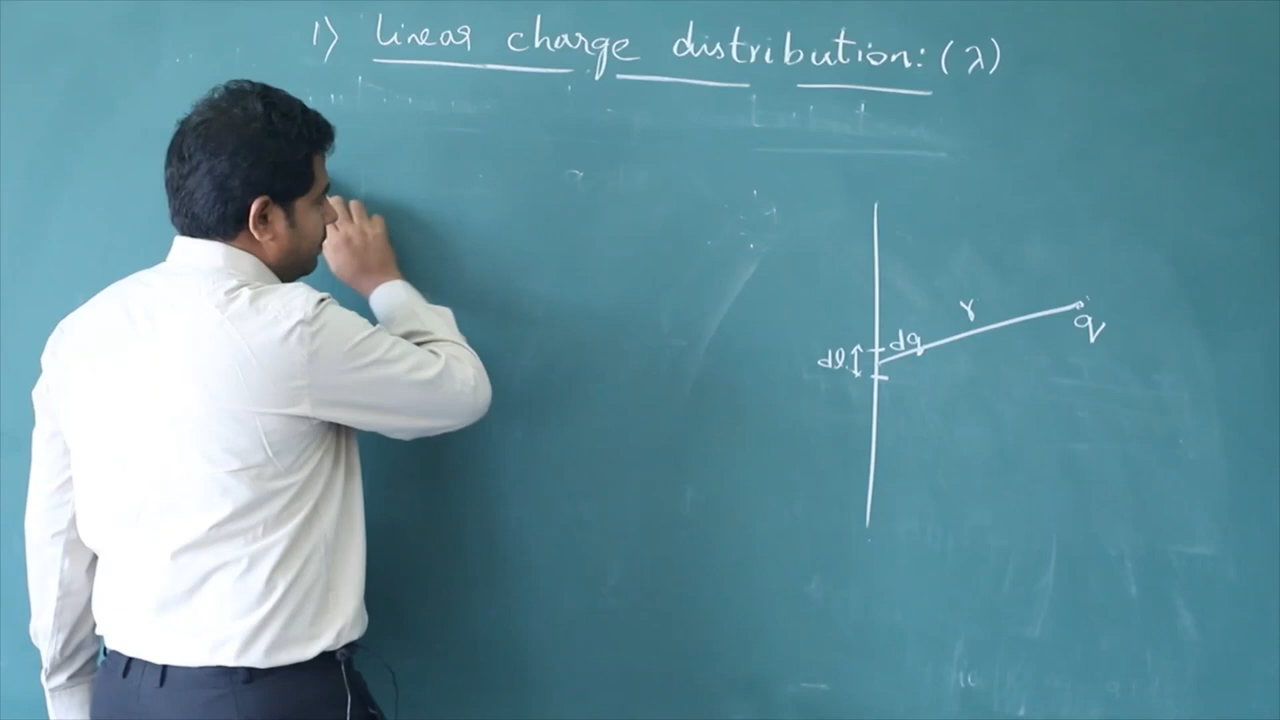 1) Linear charge distribution: (λ)
r
q
dq
dl